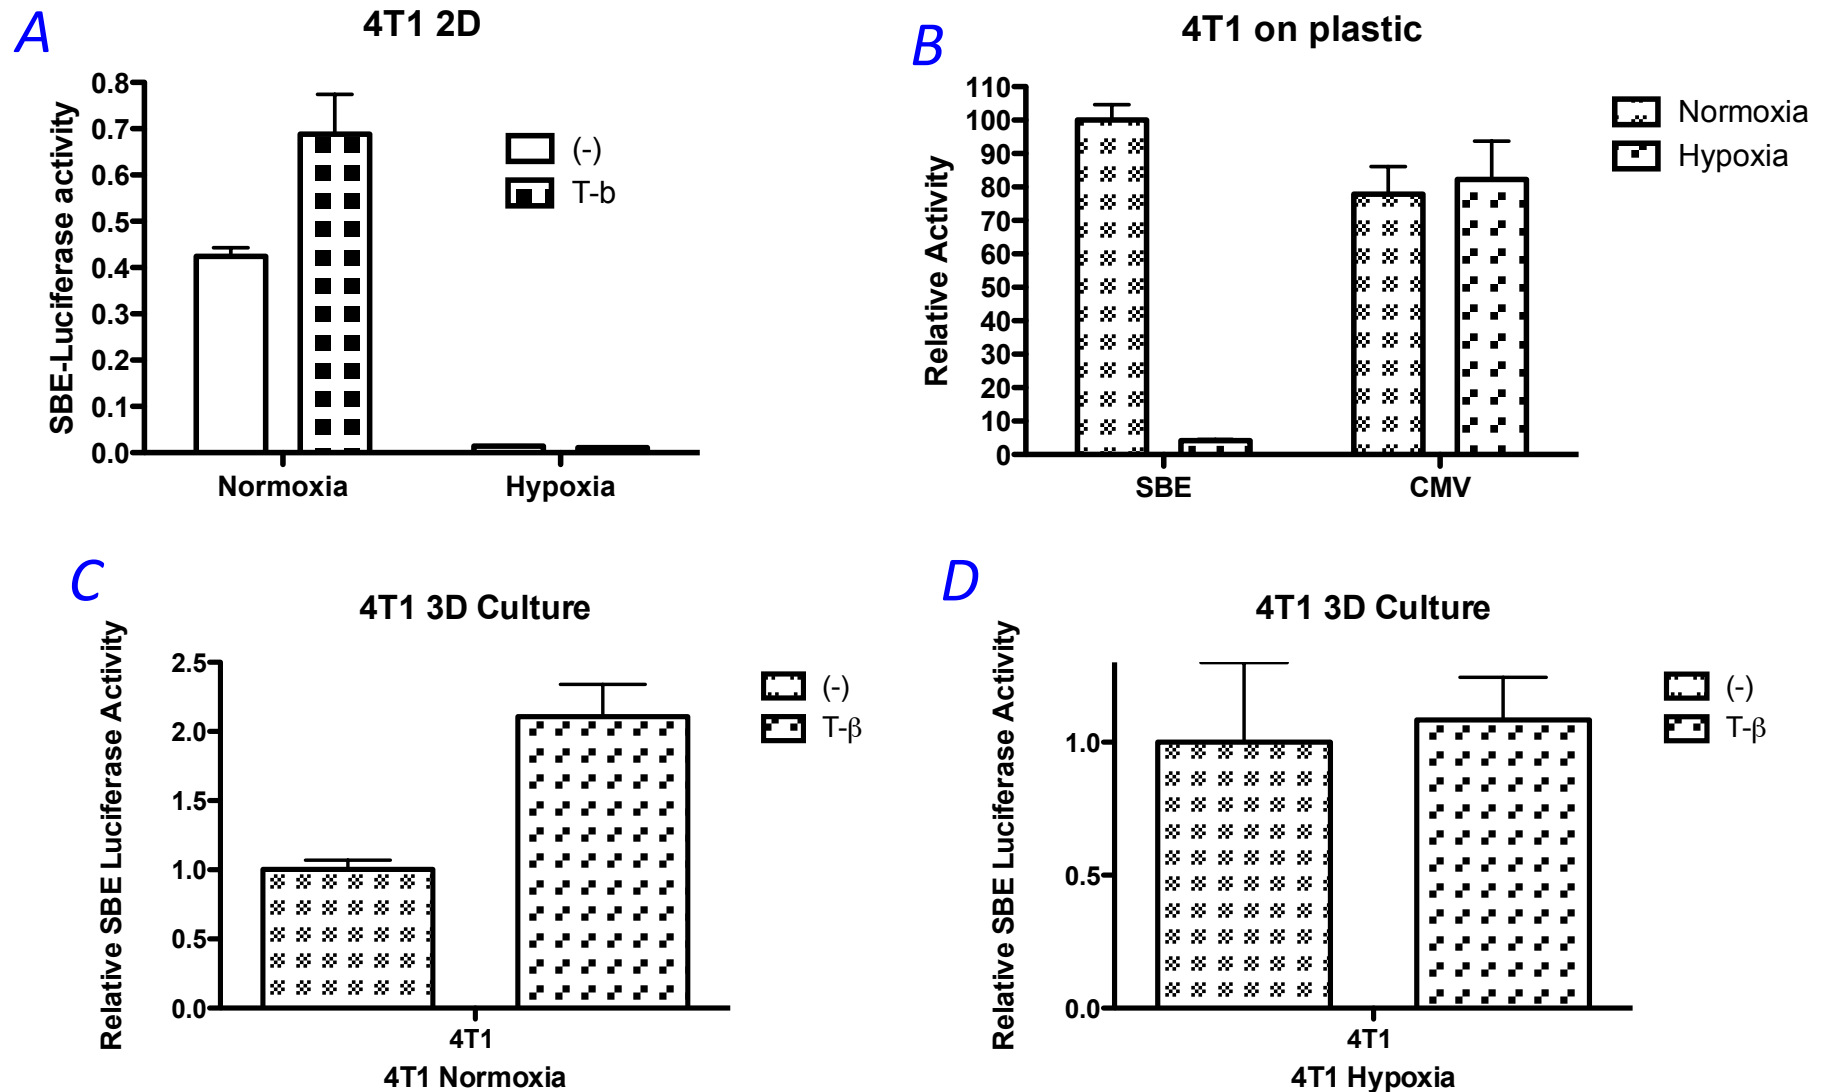 A
4T1 2D
SBE-Luciferase activity
0.8
0.7
0.6
0.5
0.4
0.3
0.2
0.1
0.0
Normoxia
Hypoxia
(-)
T-b
B
4T1 on plastic
Relative Activity
110
100
90
80
70
60
50
40
30
20
10
0
SBE
CMV
Normoxia
Hypoxia
C
4T1 3D Culture
Relative SBE Luciferase Activity
2.5
2.0
1.5
1.0
0.5
0.0
4T1
4T1 Normoxia
(-)
T-β
D
4T1 3D Culture
Relative SBE Luciferase Activity
1.0
0.5
0.0
4T1
4T1 Hypoxia
(-)
T-β